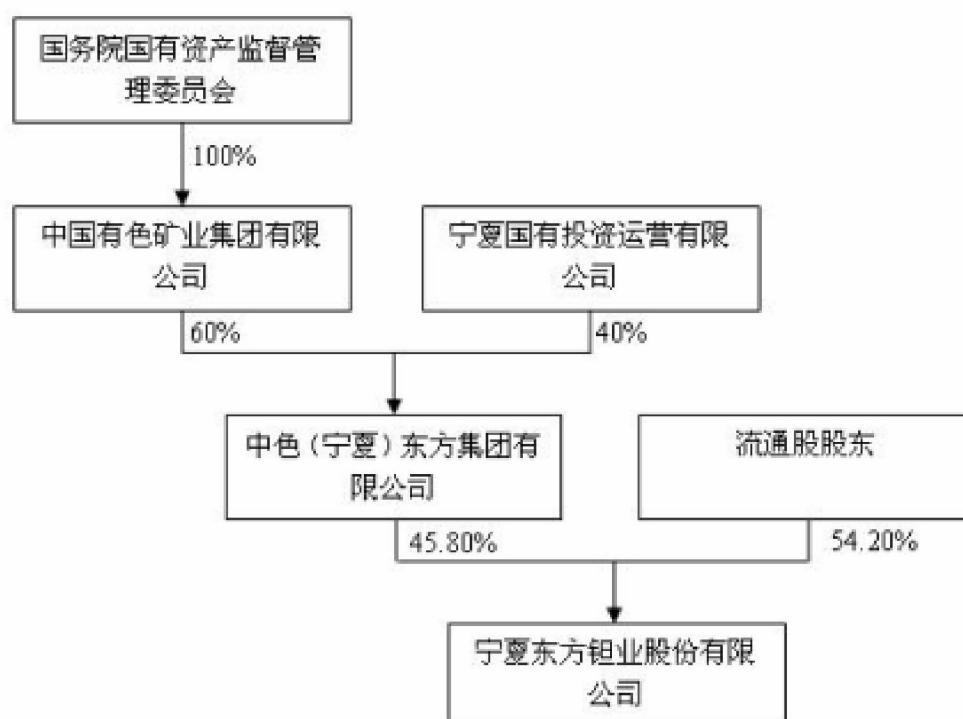 国务院国有资产监督管
理委员会
100%
中国有色矿业集团有限
公司
宁夏国有投资运营有限
公司
60%
40%
中色（宁夏）东方集团有
限公司
流通股股东
45.80%
54.20%
宁夏东方钽业股份有限
公司